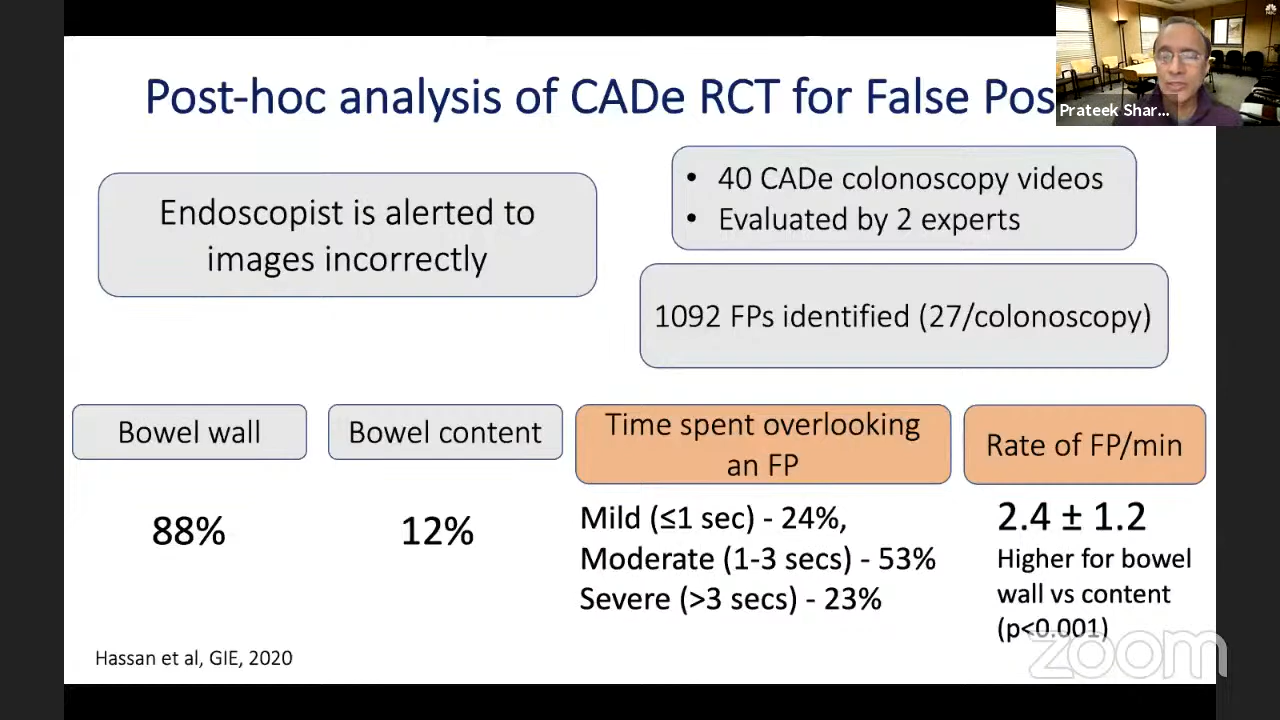 Post-hoc analysis of CADe RCT for False Pos
Prateek Shar...
Endoscopist is alerted to
images incorrectly
• 40 CADe colonoscopy videos
• Evaluated by 2 experts
1092 FPs identified (27/colonoscopy)
Bowel wall
88%
Bowel content
12%
Time spent overlooking
an FP
Mild (≤1 sec) - 24%,
Moderate (1-3 secs) - 53%
Severe (>3 secs) - 23%
Rate of FP/min
2.4 ± 1.2
Higher for bowel
wall vs content
(p<0.001)
Hassan et al, GIE, 2020
zoom